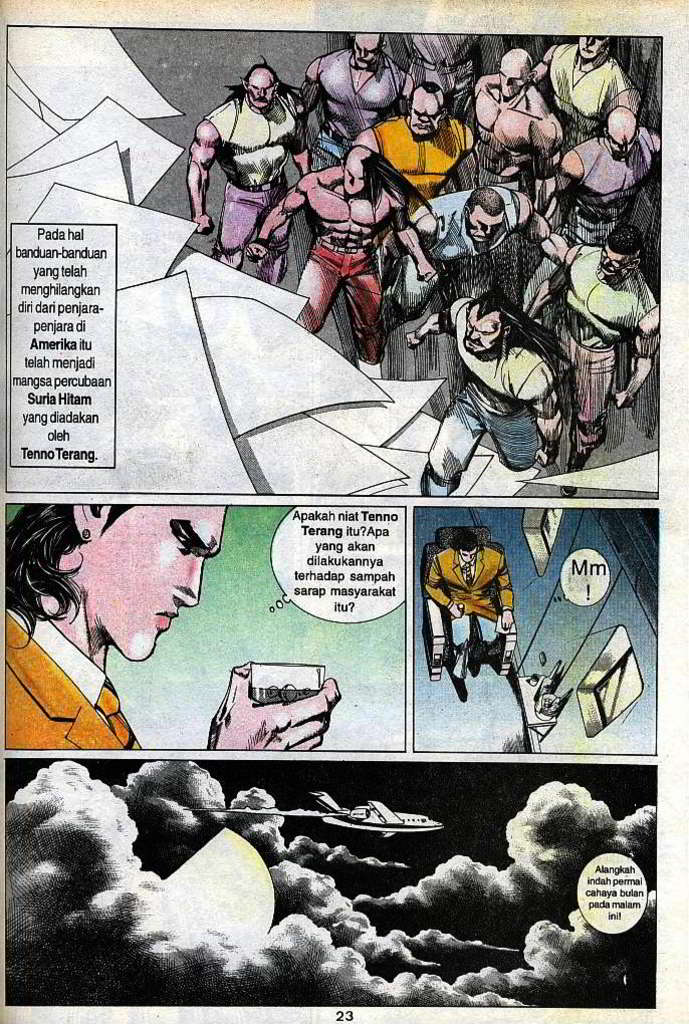 Pada hal
banduan-banduan
yang telah
menghilangkan
diri dari penjara-
penjara di
Amerika itu
telah menjadi
mangsa percubaan
Suria Hitam
yang diadakan
oleh
Tenno Terang.
Apakah niat Tenno
Terang itu?Apa
yang akan
dilakukannya
terhadap sampah
sarap masyarakat
itu?
Mm
!
Alangkah
indah permai
cahaya bulan
pada malam
ini!
23